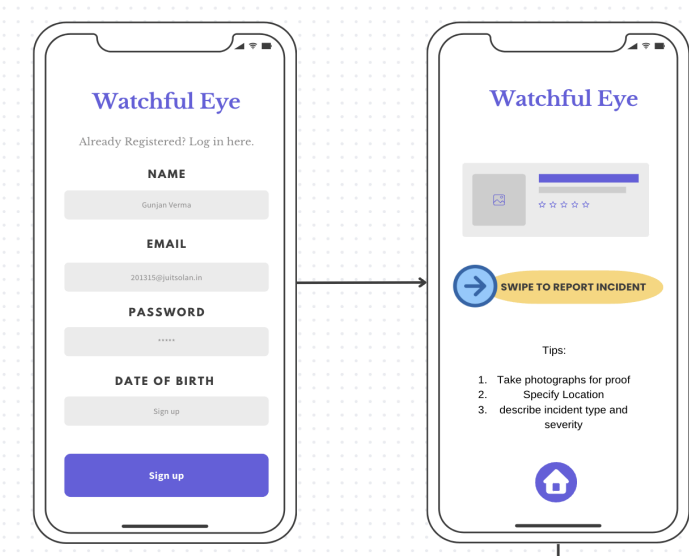 Watchful Eye
Already Registered? Log in here.
NAME
Gunjan Verma
EMAIL
201315@juitsolan.in
PASSWORD
*****
DATE OF BIRTH
Sign up
Sign up
Watchful Eye
SWIPE TO REPORT INCIDENT
Tips:
1. Take photographs for proof
2. Specify Location
3. describe incident type and
severity